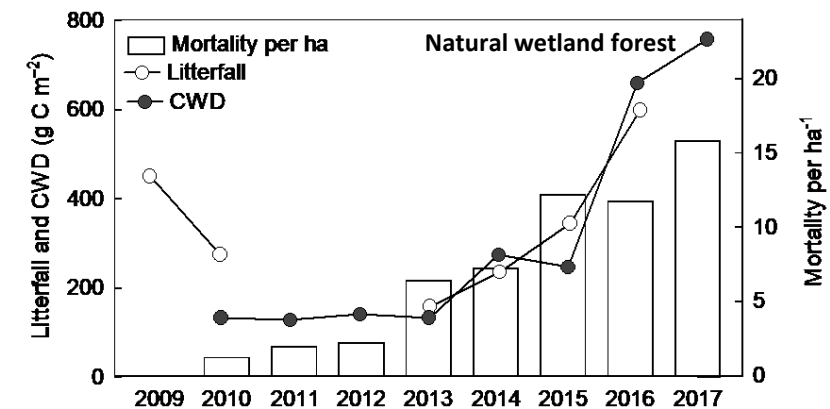 800
600
400
200
0
Litterfall and CWD (g C m⁻²)
Mortality per ha
Natural wetland forest
Litterfall
CWD
20
15
10
5
0
Mortality per ha⁻¹
2009 2010 2011 2012 2013 2014 2015 2016 2017